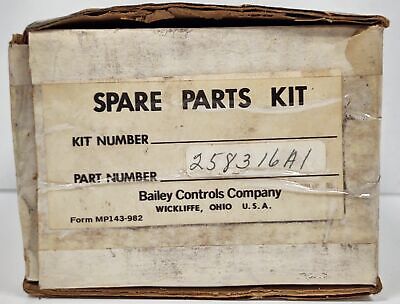 SPARE PARTS KIT
KIT NUMBER
PART NUMBER 258316A1
Bailey Controls Company
WICKLIFFE, OHIO U.S.A.
Form MP143-982